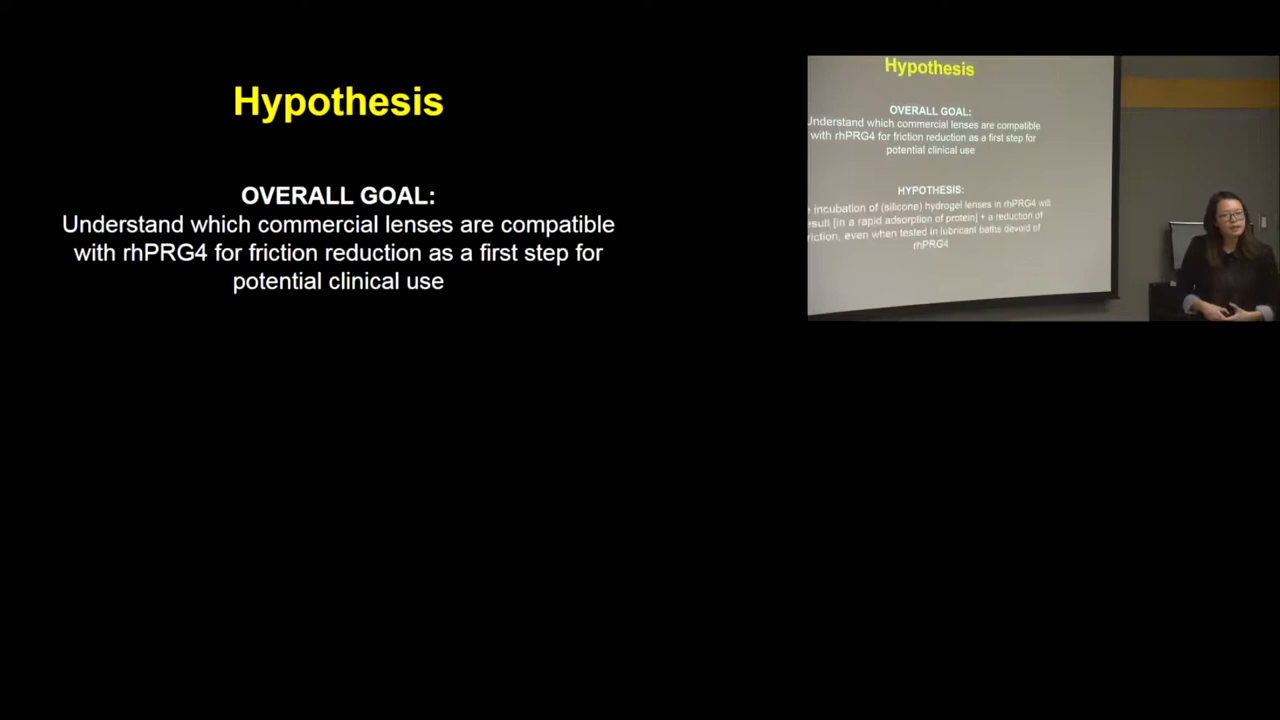 Hypothesis
OVERALL GOAL:
Understand which commercial lenses are compatible
with rhPRG4 for friction reduction as a first step for
potential clinical use
Hypothesis
OVERALL GOAL:
Understand which commercial lenses are compatible
with rhPRG4 for friction reduction as a first step for
potential clinical use
HYPOTHESIS:
incubation of (silicone) hydrogel lenses in rhPRG4 will
esult [in a rapid adsorption of protein] + a reduction of
riction, even when tested in lubricant baths devoid of
rhPRG4